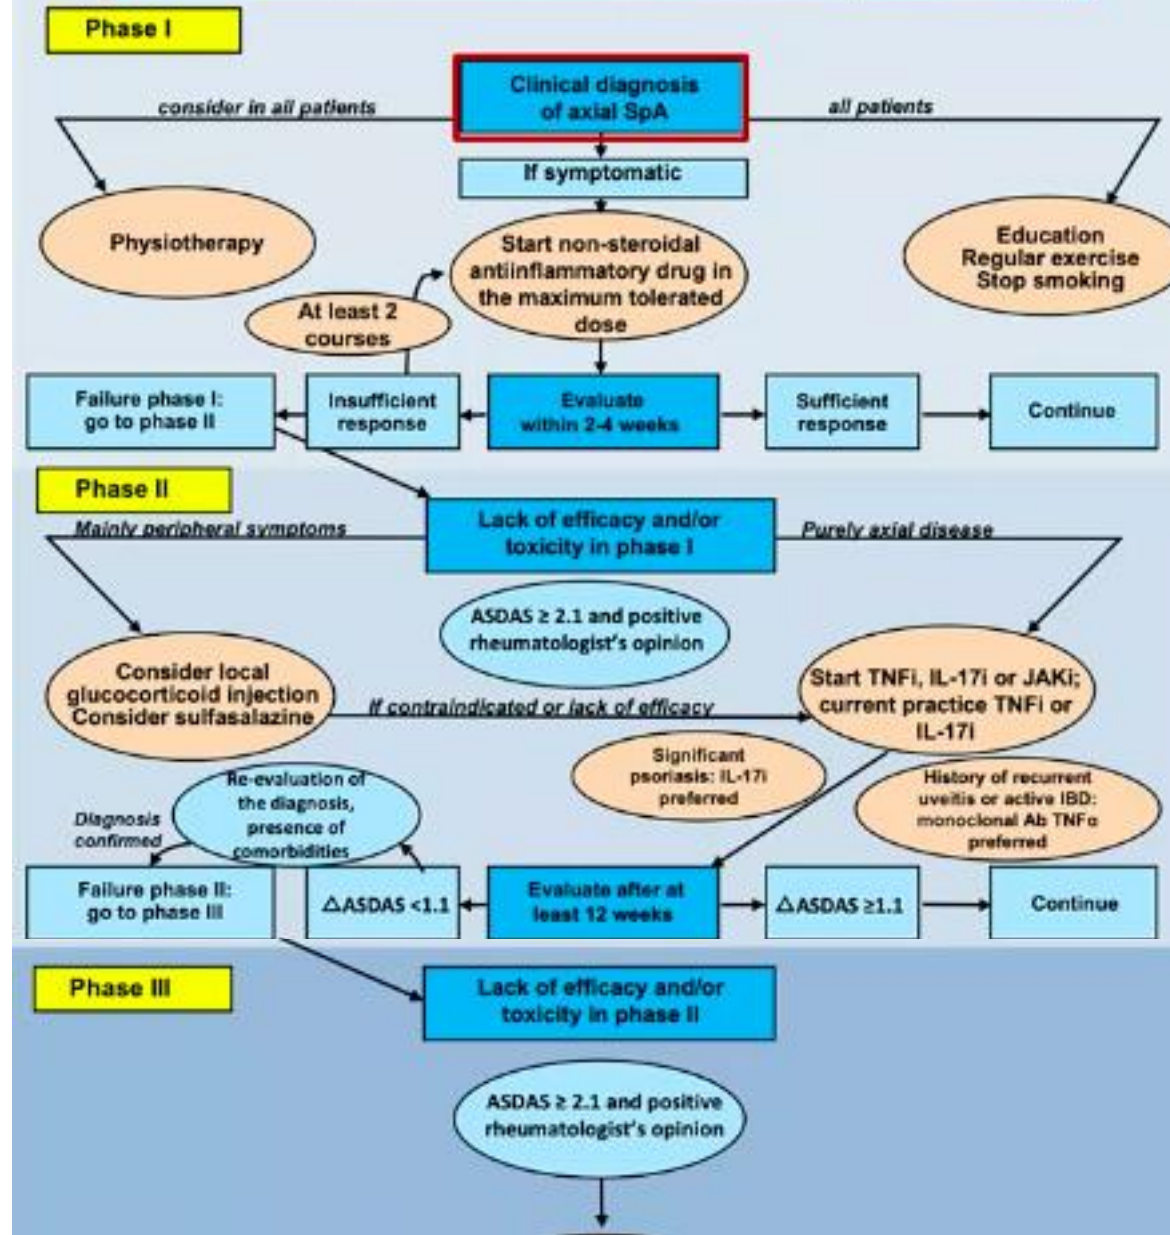 Phase I
Clinical diagnosis
of axial SpA
consider in all patients
all patients
If symptomatic
Physiotherapy
Start non-steroidal
antiinflammatory drug in
the maximum tolerated
dose
Education
Regular exercise
Stop smoking
At least 2
courses
Failure phase I:
go to phase II
Insufficient
response
Evaluate
within 2-4 weeks
Sufficient
response
Continue
Phase II
Mainly peripheral symptoms
Lack of efficacy and/or
toxicity in phase I
Purely axial disease
ASDAS ≥ 2.1 and positive
rheumatologist's opinion
Consider local
glucocorticoid injection
Consider sulfasalazine
If contraindicated or lack of efficacy
Start TNFi, IL-17i or JAKi;
current practice TNFi or
IL-17i
Significant
psoriasis: IL-17i
preferred
History of recurrent
uveitis or active IBD:
monoclonal Ab TNFα
preferred
Re-evaluation of
the diagnosis,
presence of
comorbidities
Diagnosis
confirmed
Failure phase II:
go to phase III
△ASDAS <1.1
Evaluate after at
least 12 weeks
△ASDAS ≥1.1
Continue
Phase III
Lack of efficacy and/or
toxicity in phase II
ASDAS ≥ 2.1 and positive
rheumatologist's opinion